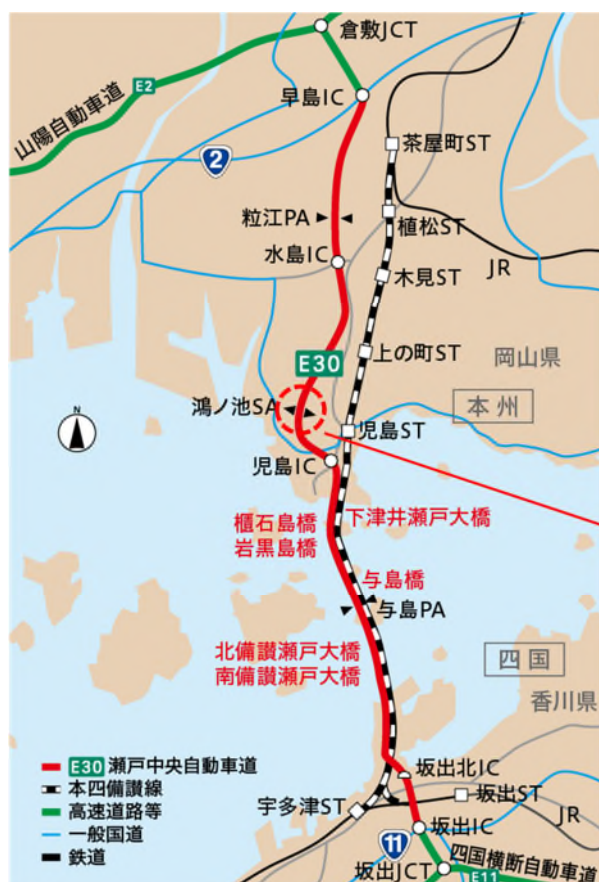 倉敷JCT
E2
山陽自動車道
早島IC
2
茶屋町ST
粒江PA
植松ST
水島IC
木見ST
JR
E30
上の町ST
岡山県
鴻ノ池SA
本州
N
児島ST
児島IC
櫃石島橋
岩黒島橋
下津井瀬戸大橋
与島橋
与島PA
北備讃瀬戸大橋
南備讃瀬戸大橋
四国
香川県
E30 瀬戸中央自動車道
本四備讃線
高速道路等
一般国道
鉄道
坂出北IC
宇多津ST
坂出ST
JR
11
坂出IC
坂出JCT
四国横断自動車道
E11